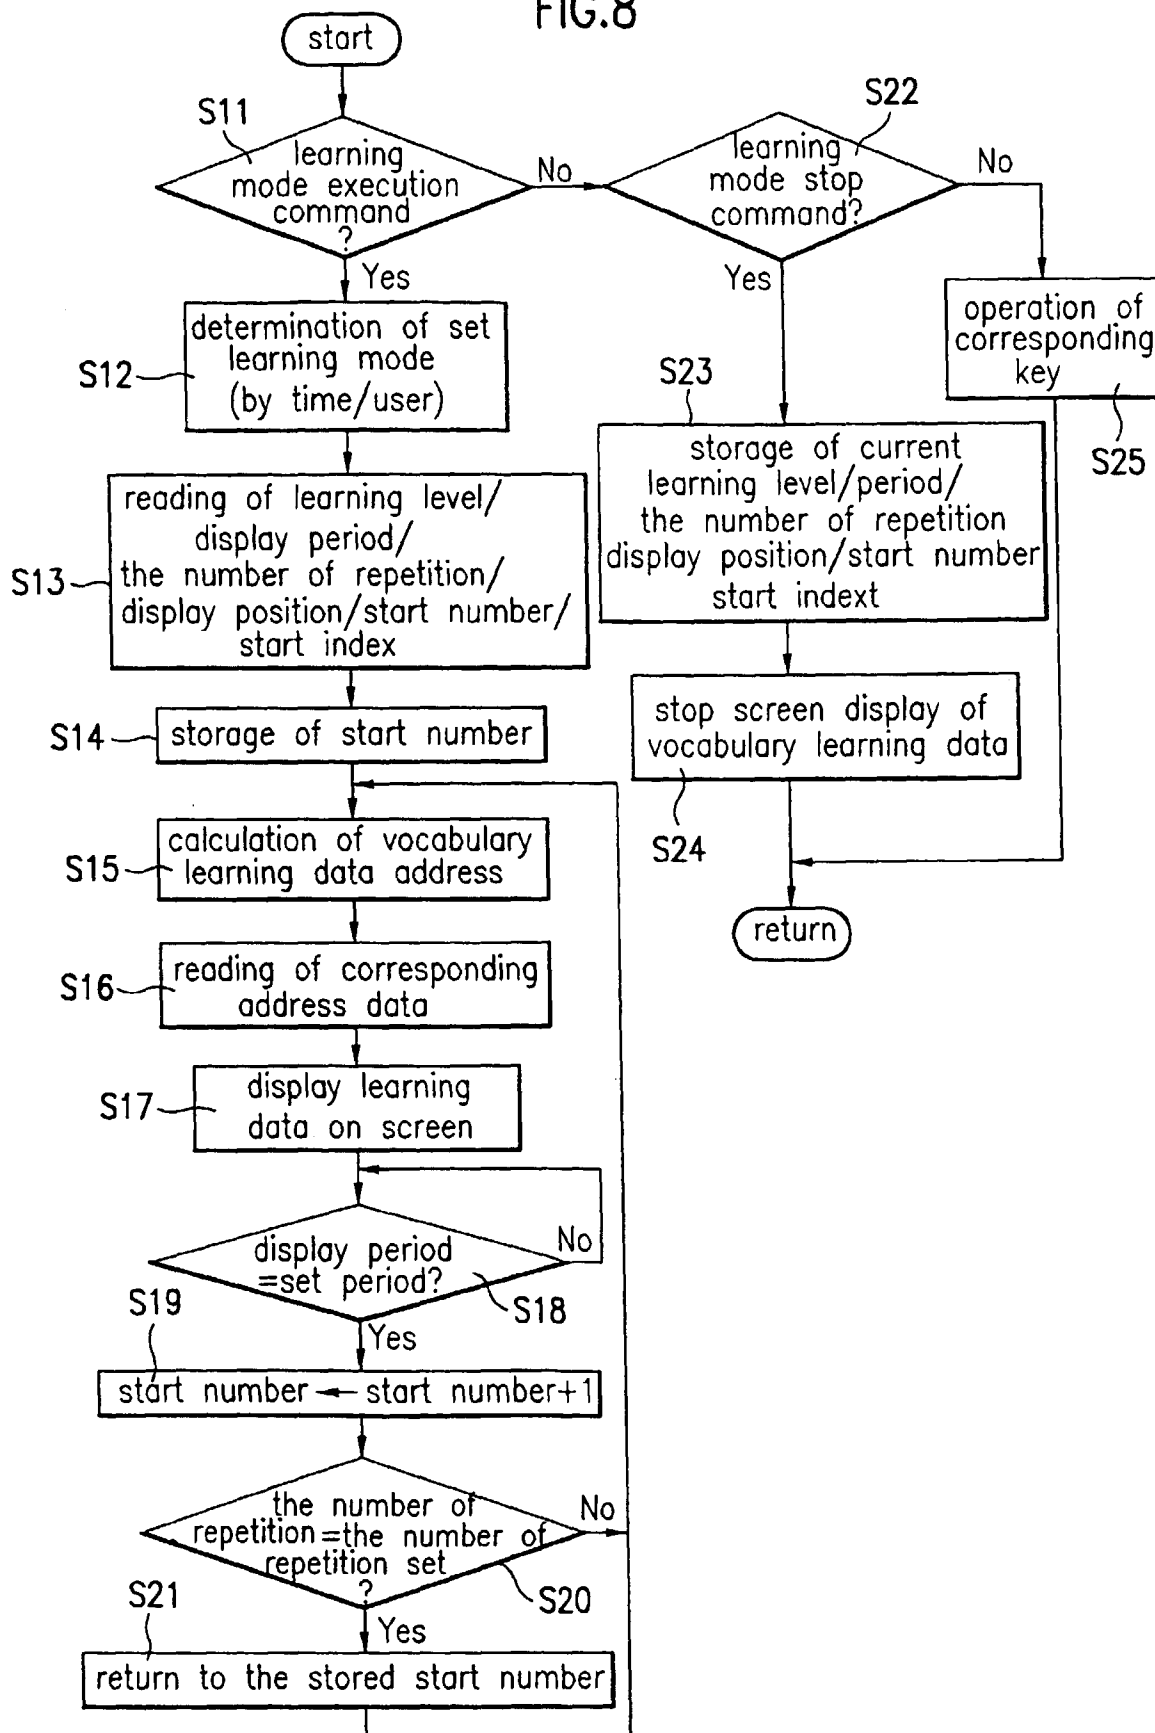 FIG.8
start
S11
learning
mode execution
command
?
No
Yes
S22
learning
mode stop
command?
No
Yes
S12
determination of set
learning mode
(by time/user)
operation of
corresponding
key
S25
S13
reading of learning level/
display period/
the number of repetition/
display position/start number/
start index
S23
storage of current
learning level/period/
the number of repetition
display position/start number
start indext
S14
storage of start number
stop screen display of
vocabulary learning data
S24
S15
calculation of vocabulary
learning data address
return
S16
reading of corresponding
address data
S17
display learning
data on screen
display period
=set period?
No
S18
Yes
S19
start number ← start number+1
the number of
repetition=the number of
repetition set
?
No
S20
Yes
S21
return to the stored start number